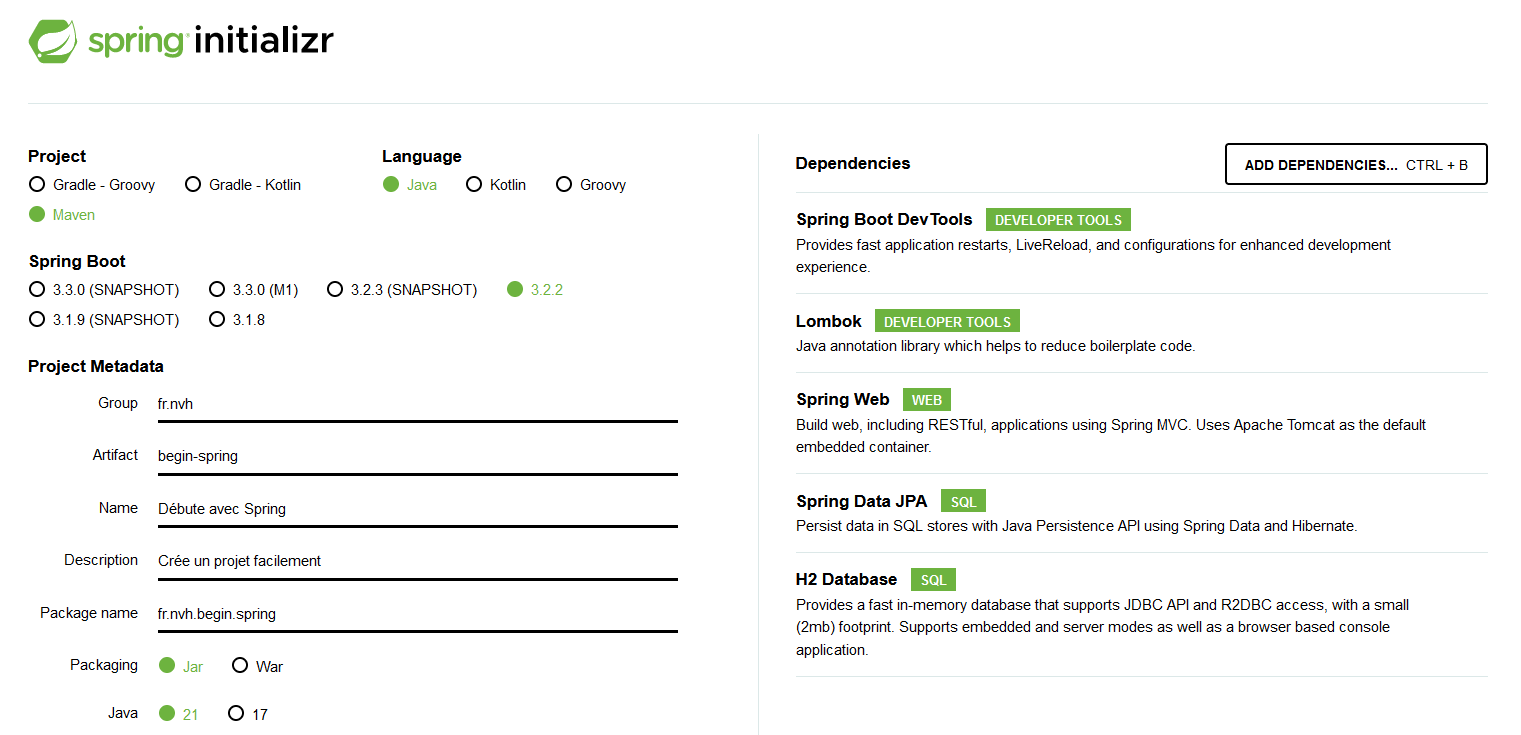 spring initializr
Project
Gradle - Groovy Gradle - Kotlin
Maven
Language
Java Kotlin Groovy
Spring Boot
3.3.0 (SNAPSHOT) 3.3.0 (M1) 3.2.3 (SNAPSHOT) 3.2.2
3.1.9 (SNAPSHOT) 3.1.8
Project Metadata
Group fr.nvh
Artifact begin-spring
Name Débute avec Spring
Description Crée un projet facilement
Package name fr.nvh.begin.spring
Packaging Jar War
Java 21 17
Dependencies ADD DEPENDENCIES... CTRL + B
Spring Boot DevTools DEVELOPER TOOLS
Provides fast application restarts, LiveReload, and configurations for enhanced development
experience.
Lombok DEVELOPER TOOLS
Java annotation library which helps to reduce boilerplate code.
Spring Web WEB
Build web, including RESTful, applications using Spring MVC. Uses Apache Tomcat as the default
embedded container.
Spring Data JPA SQL
Persist data in SQL stores with Java Persistence API using Spring Data and Hibernate.
H2 Database SQL
Provides a fast in-memory database that supports JDBC API and R2DBC access, with a small
(2mb) footprint. Supports embedded and server modes as well as a browser based console
application.